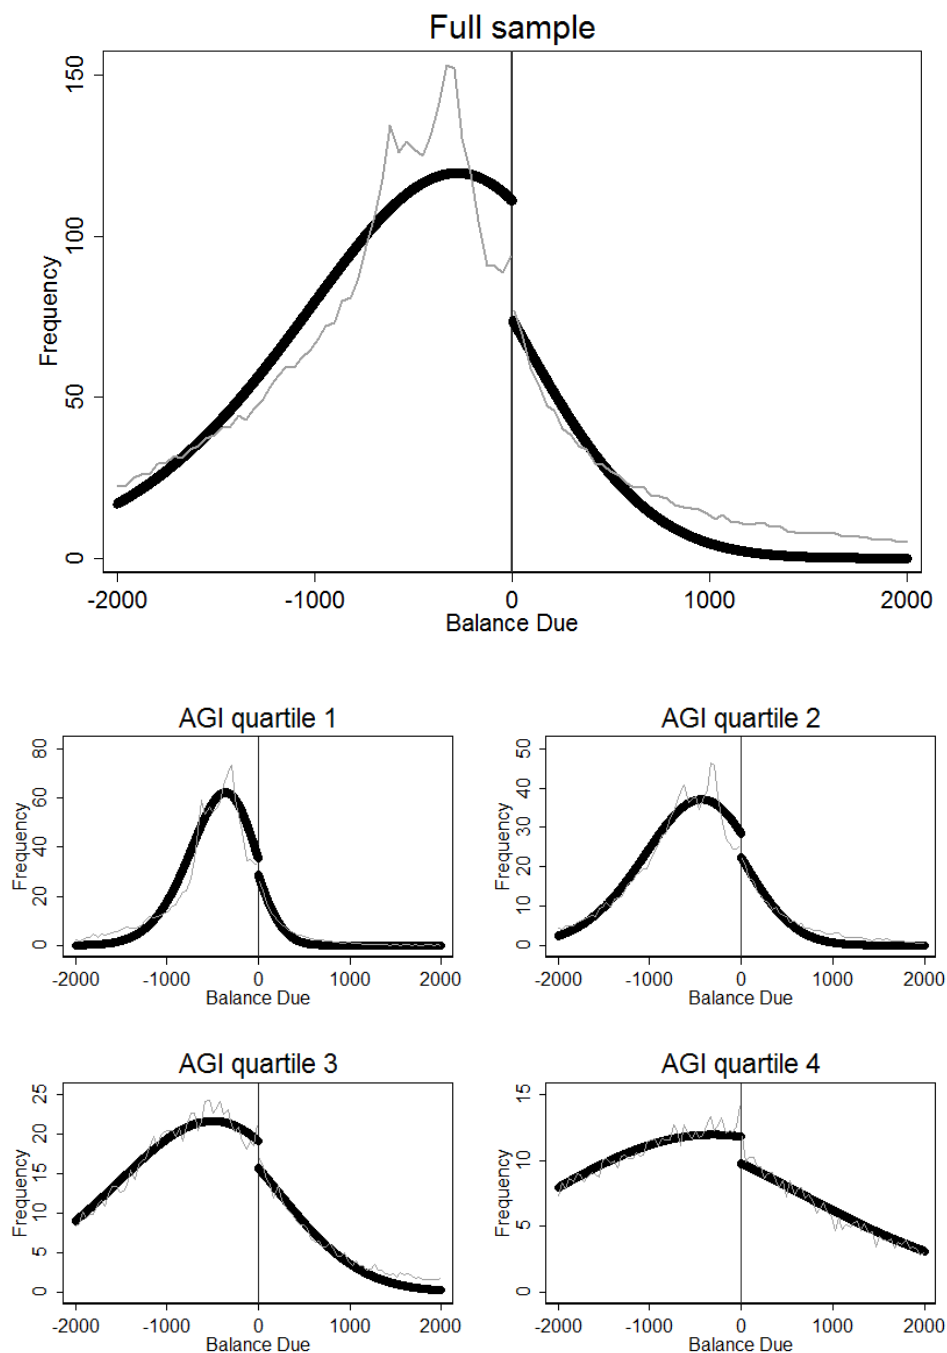 Full sample
Frequency
150
100
50
0
-2000 -1000 0 1000 2000
Balance Due
AGI quartile 1
Frequency
80
60
40
20
0
-2000 -1000 0 1000 2000
Balance Due
AGI quartile 2
Frequency
50
40
30
20
10
0
-2000 -1000 0 1000 2000
Balance Due
AGI quartile 3
Frequency
25
20
15
10
5
0
-2000 -1000 0 1000 2000
Balance Due
AGI quartile 4
Frequency
15
10
5
0
-2000 -1000 0 1000 2000
Balance Due